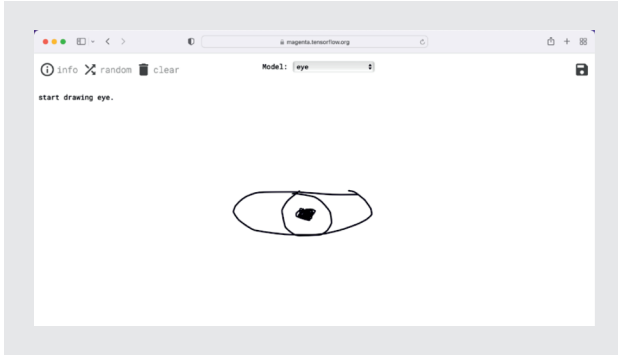 magenta.tensorflow.org
info random clear Model: eye
start drawing eye.